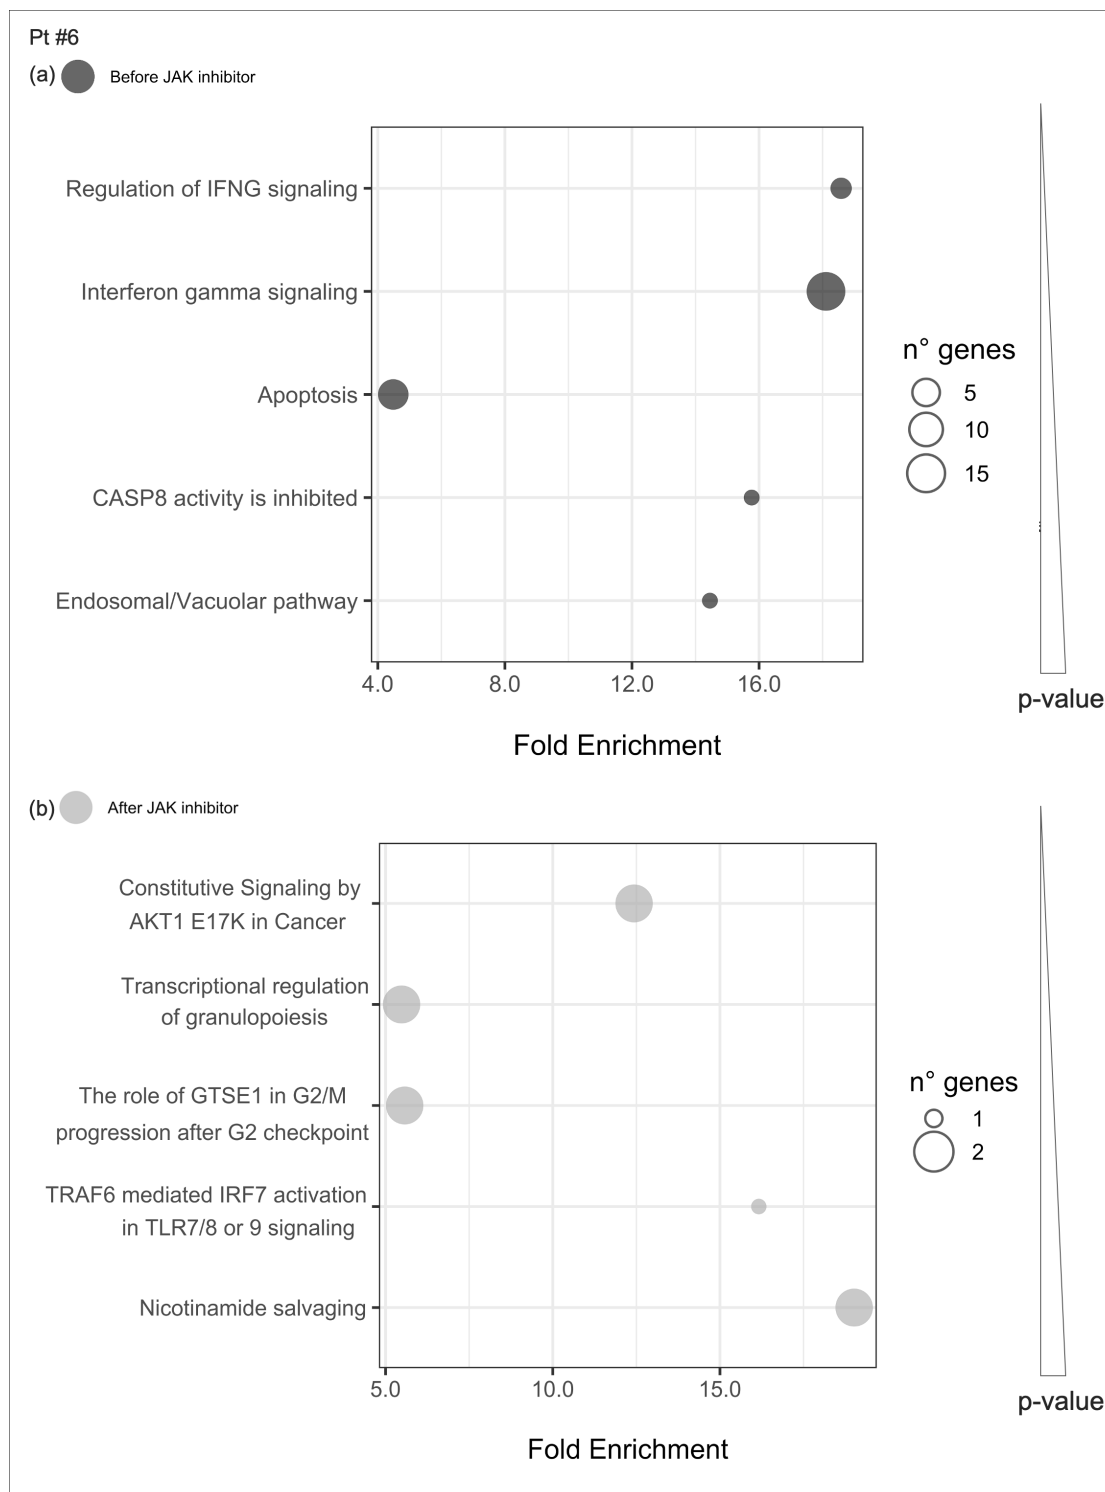 Pt #6
(a) Before JAK inhibitor
Regulation of IFNG signaling
Interferon gamma signaling
Apoptosis
CASP8 activity is inhibited
Endosomal/Vacuolar pathway
4.0 8.0 12.0 16.0
Fold Enrichment
n° genes
5
10
15
p-value
(b) After JAK inhibitor
Constitutive Signaling by
AKT1 E17K in Cancer
Transcriptional regulation
of granulopoiesis
The role of GTSE1 in G2/M
progression after G2 checkpoint
TRAF6 mediated IRF7 activation
in TLR7/8 or 9 signaling
Nicotinamide salvaging
5.0 10.0 15.0
Fold Enrichment
n° genes
1
2
p-value